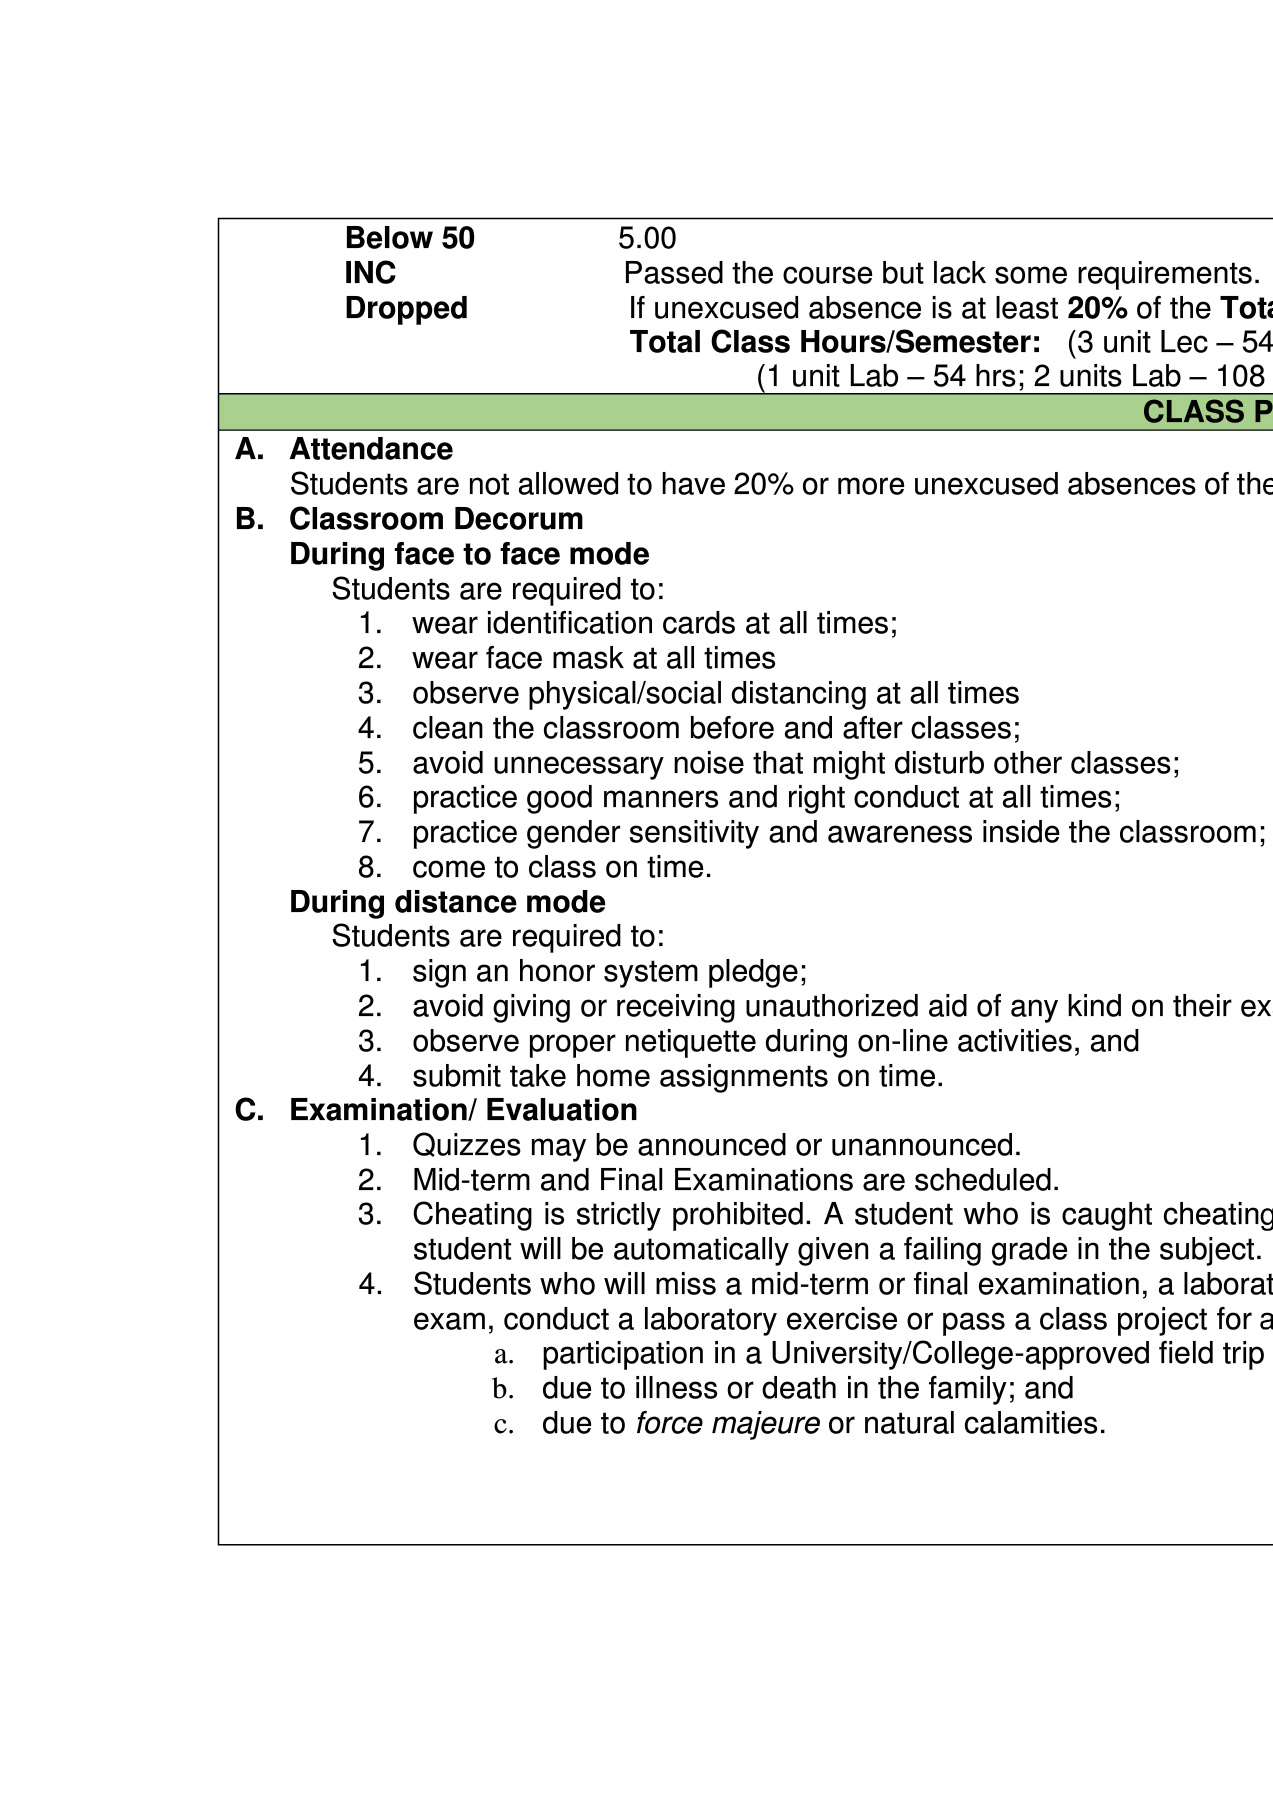 Below 50 5.00
INC Passed the course but lack some requirements.
Dropped If unexcused absence is at least 20% of the
Total Class Hours/Semester: (3 unit Lec – 54
(1 unit Lab – 54 hrs; 2 units Lab – 108
CLASS
A. Attendance
Students are not allowed to have 20% or more unexcused absences of the
B. Classroom Decorum
During face to face mode
Students are required to:
1. wear identification cards at all times;
2. wear face mask at all times
3. observe physical/social distancing at all times
4. clean the classroom before and after classes;
5. avoid unnecessary noise that might disturb other classes;
6. practice good manners and right conduct at all times;
7. practice gender sensitivity and awareness inside the classroom;
8. come to class on time.
During distance mode
Students are required to:
1. sign an honor system pledge;
2. avoid giving or receiving unauthorized aid of any kind on their
3. observe proper netiquette during on-line activities, and
4. submit take home assignments on time.
C. Examination/ Evaluation
1. Quizzes may be announced or unannounced.
2. Mid-term and Final Examinations are scheduled.
3. Cheating is strictly prohibited. A student who is caught cheating
student will be automatically given a failing grade in the subject.
4. Students who will miss a mid-term or final examination, a
exam, conduct a laboratory exercise or pass a class project for
a. participation in a University/College-approved field trip
b. due to illness or death in the family; and
c. due to force majeure or natural calamities.